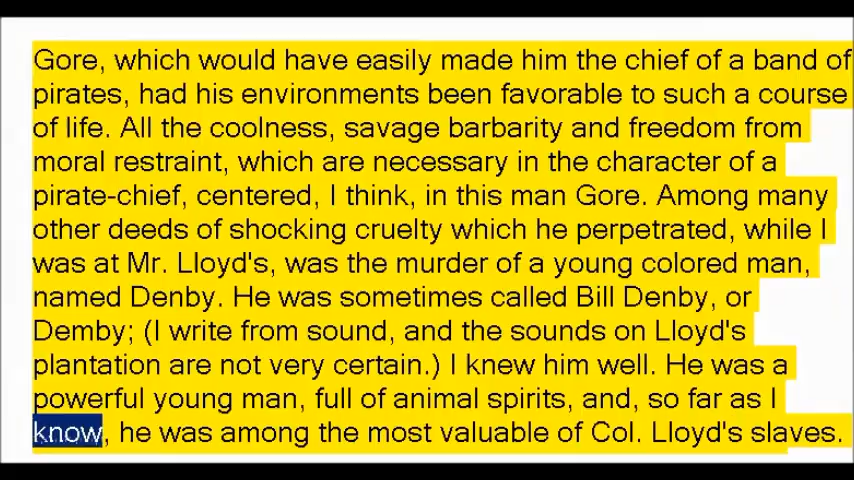 Gore, which would have easily made him the chief of a band of
pirates, had his environments been favorable to such a course
of life. All the coolness, savage barbarity and freedom from
moral restraint, which are necessary in the character of a
pirate-chief, centered, I think, in this man Gore. Among many
other deeds of shocking cruelty which he perpetrated, while I
was at Mr. Lloyd's, was the murder of a young colored man,
named Denby. He was sometimes called Bill Denby, or
Demby; (I write from sound, and the sounds on Lloyd's
plantation are not very certain.) I knew him well. He was a
powerful young man, full of animal spirits, and, so far as I
know, he was among the most valuable of Col. Lloyd's slaves.